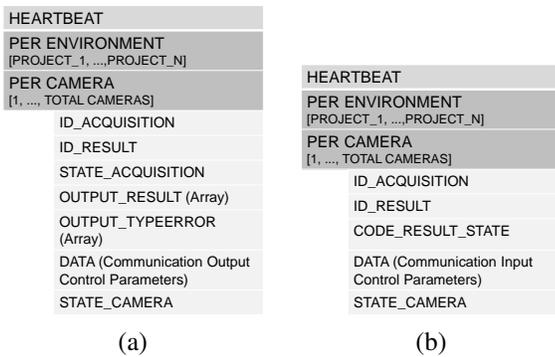 HEARTBEAT
PER ENVIRONMENT
[PROJECT_1, ...,PROJECT_N]
PER CAMERA
[1, ..., TOTAL CAMERAS]
ID_ACQUISITION
ID_RESULT
STATE_ACQUISITION
OUTPUT_RESULT (Array)
OUTPUT_TYPEERROR
(Array)
DATA (Communication Output
Control Parameters)
STATE_CAMERA
(a)
HEARTBEAT
PER ENVIRONMENT
[PROJECT_1, ...,PROJECT_N]
PER CAMERA
[1, ..., TOTAL CAMERAS]
ID_ACQUISITION
ID_RESULT
CODE_RESULT_STATE
DATA (Communication Input
Control Parameters)
STATE_CAMERA
(b)